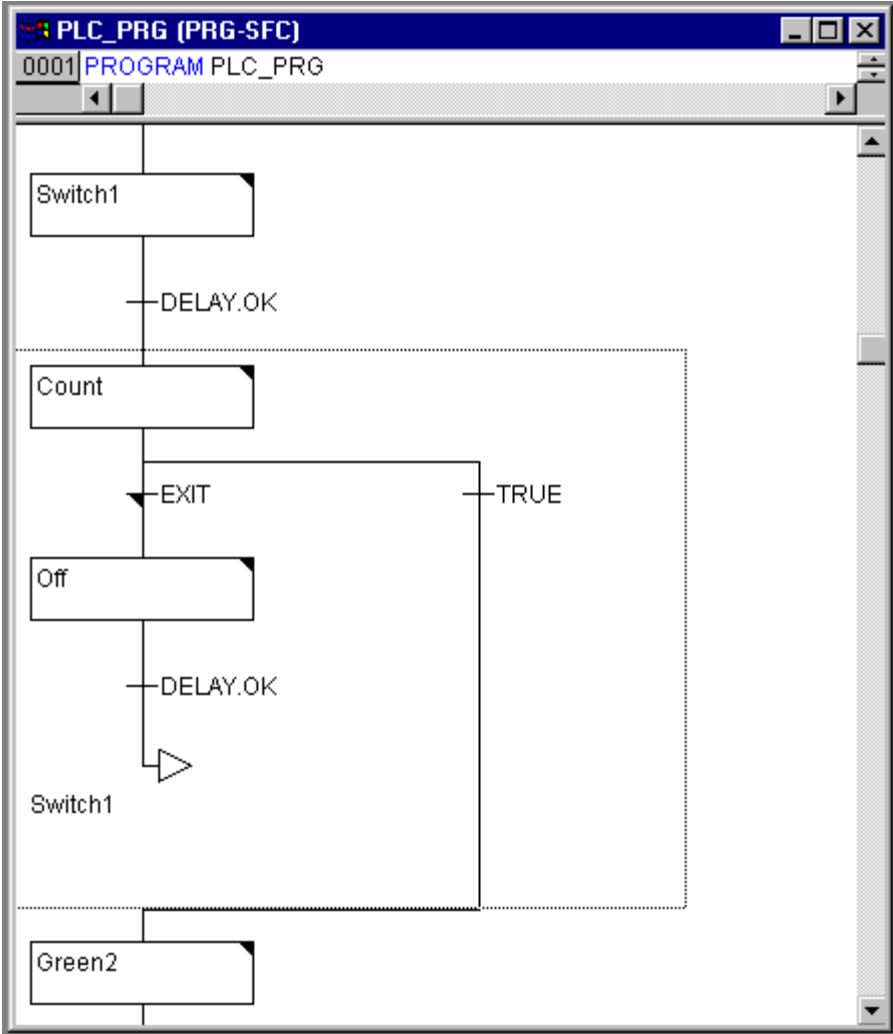 PLC_PRG (PRG-SFC)
0001 PROGRAM PLC_PRG
Switch1
DELAY.OK
Count
EXIT TRUE
Off
DELAY.OK
Switch1
Green2